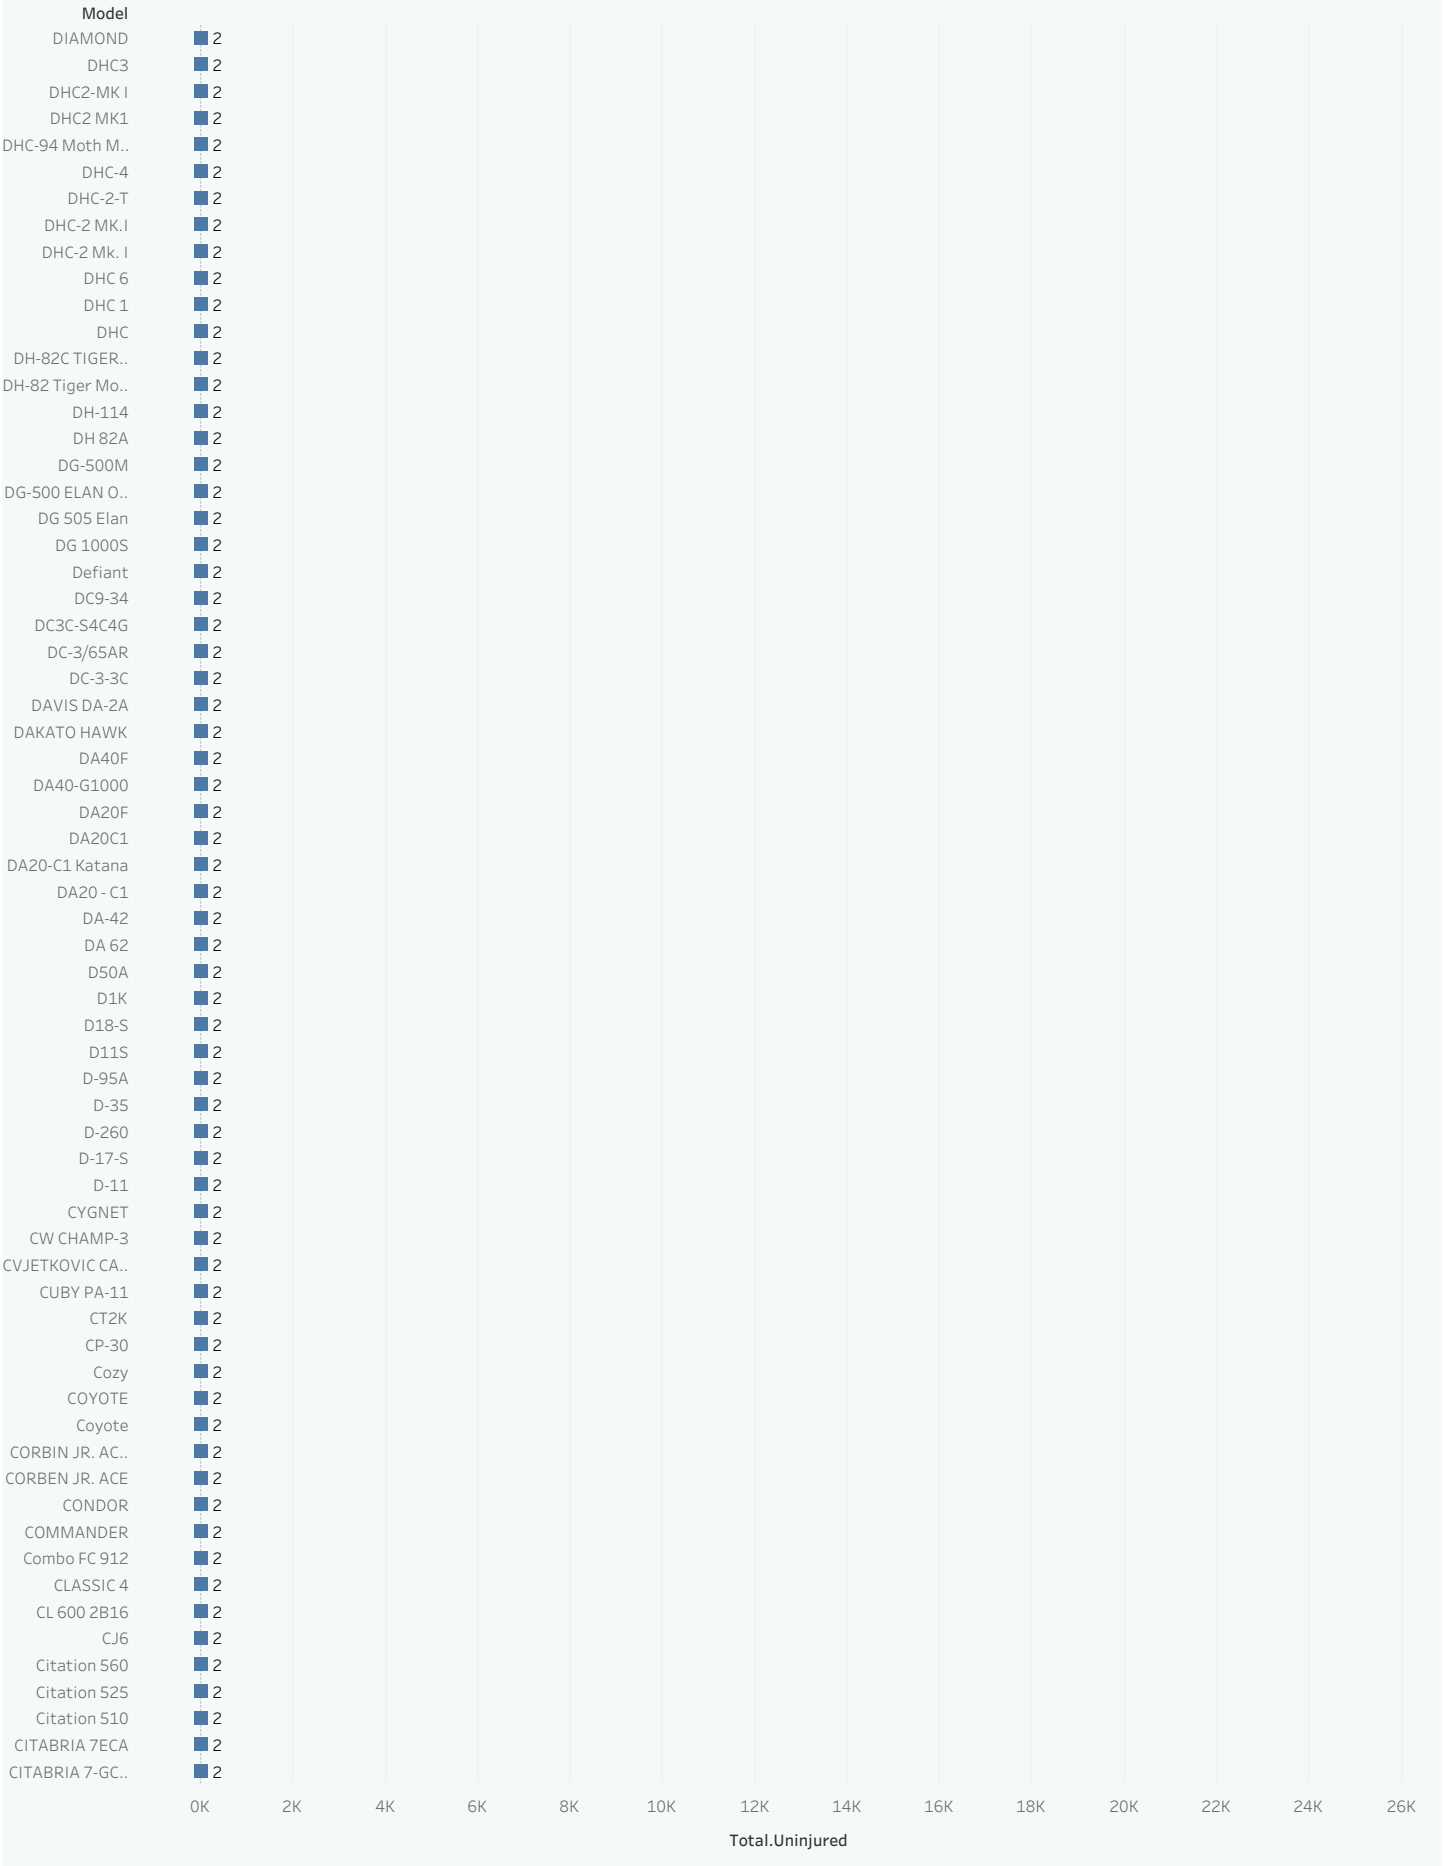 Model
DIAMOND 2
DHC3 2
DHC2-MK I 2
DHC2 MK1 2
DHC-94 Moth M.. 2
DHC-4 2
DHC-2-T 2
DHC-2 MK.I 2
DHC-2 Mk. I 2
DHC 6 2
DHC 1 2
DHC 2
DH-82C TIGER.. 2
DH-82 Tiger Mo.. 2
DH-114 2
DH 82A 2
DG-500M 2
DG-500 ELAN O.. 2
DG 505 Elan 2
DG 1000S 2
Defiant 2
DC9-34 2
DC3C-S4C4G 2
DC-3/65AR 2
DC-3-3C 2
DAVIS DA-2A 2
DAKATO HAWK 2
DA40F 2
DA40-G1000 2
DA20F 2
DA20C1 2
DA20-C1 Katana 2
DA20 - C1 2
DA-42 2
DA 62 2
D50A 2
D1K 2
D18-S 2
D11S 2
D-95A 2
D-35 2
D-260 2
D-17-S 2
D-11 2
CYGNET 2
CW CHAMP-3 2
CVJETKOVIC CA.. 2
CUBY PA-11 2
CT2K 2
CP-30 2
Cozy 2
COYOTE 2
Coyote 2
CORBIN JR. AC.. 2
CORBEN JR. ACE 2
CONDOR 2
COMMANDER 2
Combo FC 912 2
CLASSIC 4 2
CL 600 2B16 2
CJ6 2
Citation 560 2
Citation 525 2
Citation 510 2
CITABRIA 7ECA 2
CITABRIA 7-GC.. 2
0K 2K 4K 6K 8K 10K 12K 14K 16K 18K 20K 22K 24K 26K
Total.Uninjured